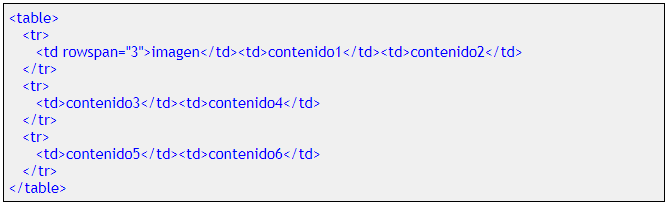 <table>
<tr>
<td rowspan="3">imagen</td><td>contenido1</td><td>contenido2</td>
</tr>
<tr>
<td>contenido3</td><td>contenido4</td>
</tr>
<tr>
<td>contenido5</td><td>contenido6</td>
</tr>
</table>